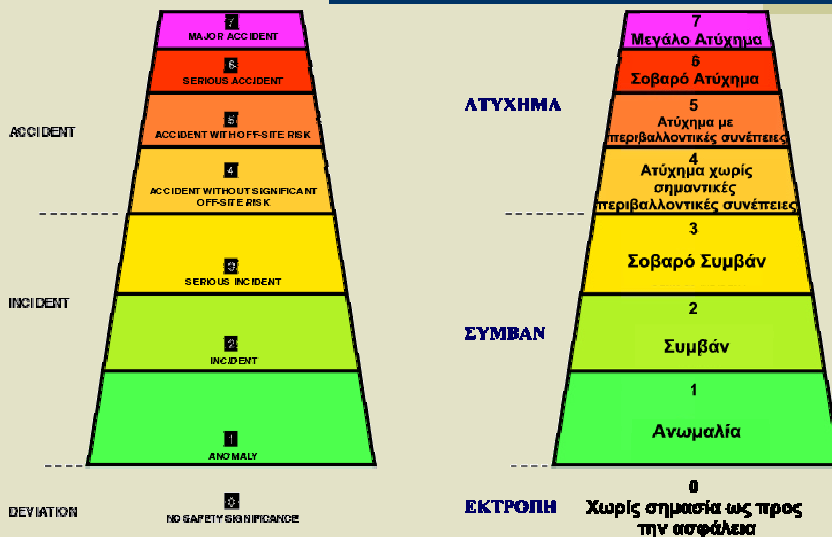 7
MAJOR ACCIDENT
6
SERIOUS ACCIDENT
5
ACCIDENT WITH OFF-SITE RISK
4
ACCIDENT WITHOUT SIGNIFICANT
OFF-SITE RISK
3
SERIOUS INCIDENT
2
INCIDENT
1
ANOMALY
0
NO SAFETY SIGNIFICANCE
ACCIDENT
INCIDENT
DEVIATION
7
Μεγάλο Ατύχημα
6
Σοβαρό Ατύχημα
5
Ατύχημα με
περιβαλλοντικές συνέπειες
4
Ατύχημα χωρίς
σημαντικές
περιβαλλοντικές συνέπειες
3
Σοβαρό Συμβάν
2
Συμβάν
1
Ανωμαλία
0
Χωρίς σημασία ως προς
την ασφάλεια
ΑΤΥΧΗΜΑ
ΣΥΜΒΑΝ
ΕΚΤΡΟΠΗ